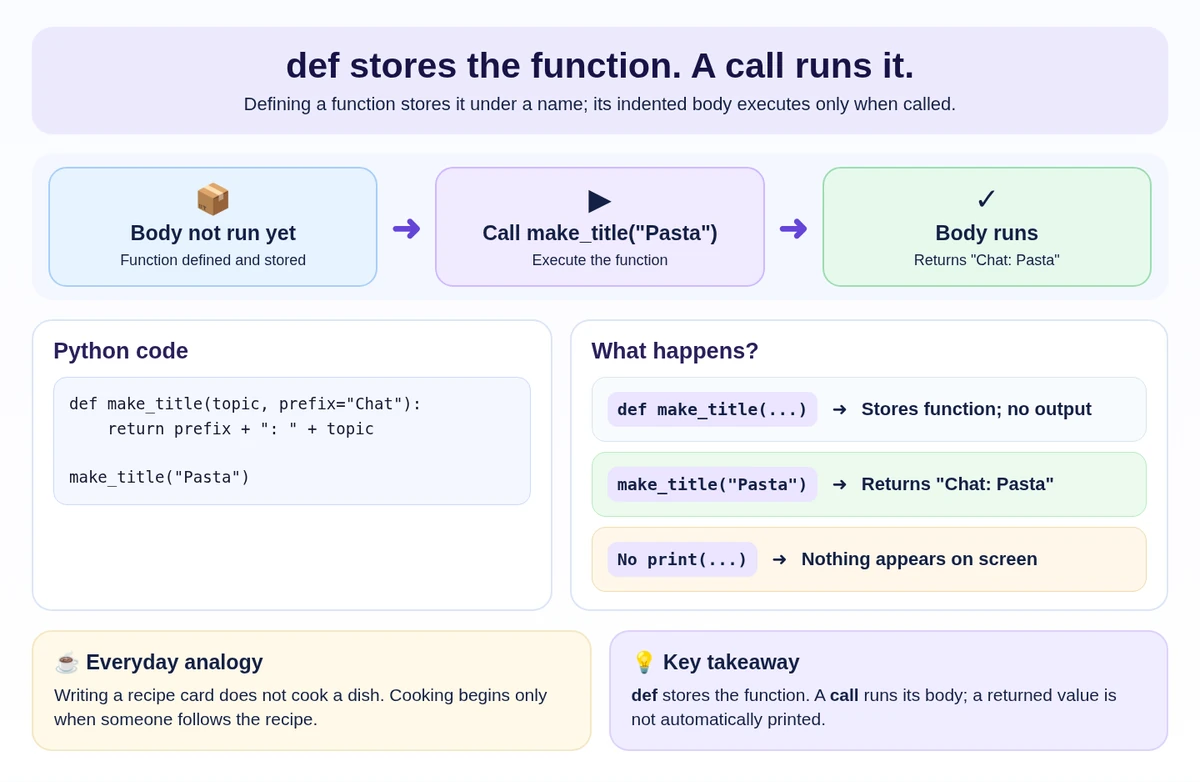 def stores the function. A call runs it.
Defining a function stores it under a name; its indented body executes only when called.
Body not run yet
Function defined and stored
Call make_title("Pasta")
Execute the function
Body runs
Returns "Chat: Pasta"
Python code
def make_title(topic, prefix="Chat"):
    return prefix + ": " + topic
make_title("Pasta")
What happens?
def make_title(...) → Stores function; no output
make_title("Pasta") → Returns "Chat: Pasta"
No print(...) → Nothing appears on screen
Everyday analogy
Writing a recipe card does not cook a dish. Cooking begins only
when someone follows the recipe.
Key takeaway
def stores the function. A call runs its body; a returned value is
not automatically printed.